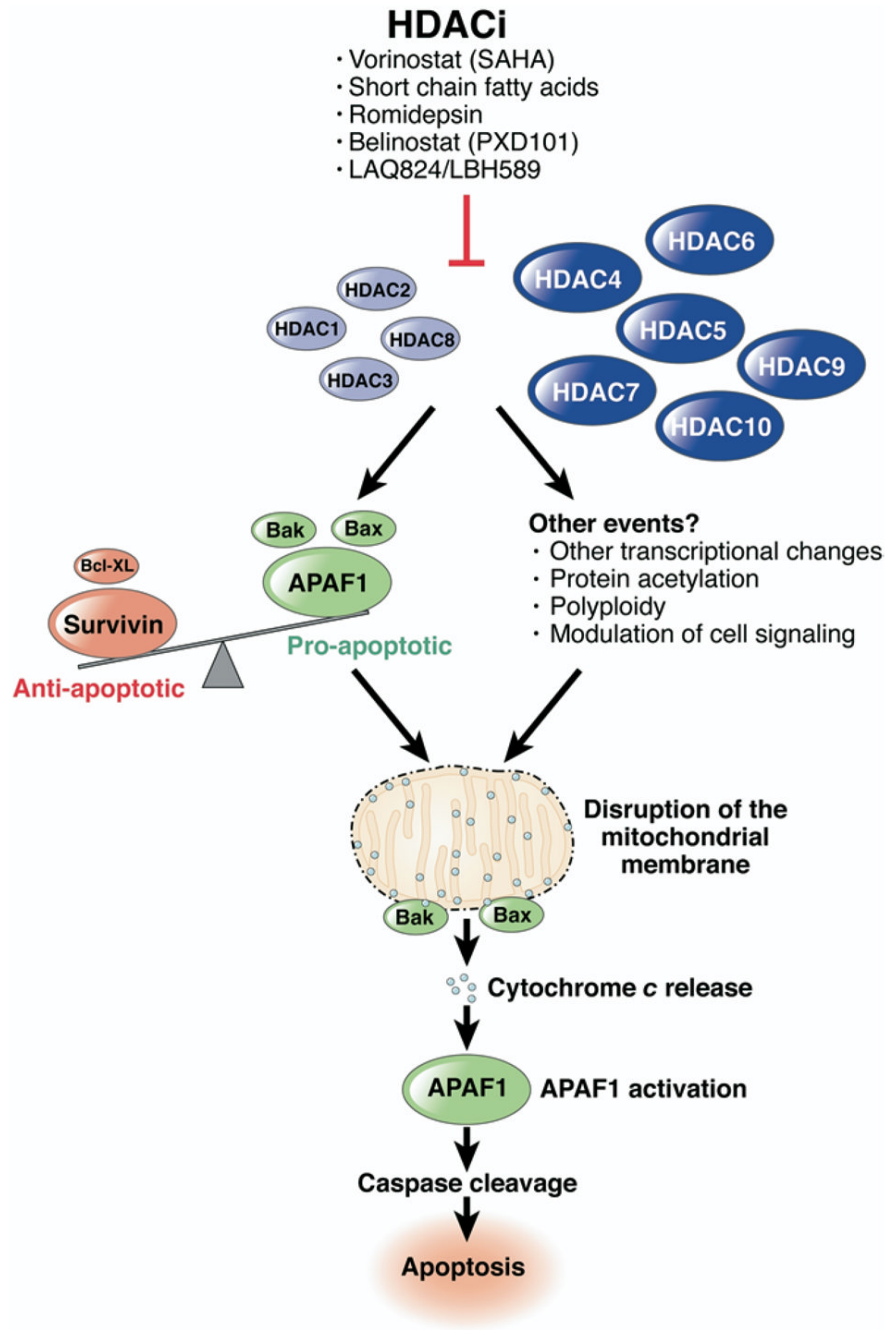 HDACi
· Vorinostat (SAHA)
· Short chain fatty acids
· Romidepsin
· Belinostat (PXD101)
· LAQ824/LBH589
HDAC2
HDAC1
HDAC8
HDAC3
HDAC6
HDAC4
HDAC5
HDAC9
HDAC7
HDAC10
Bak
Bax
APAF1
Bcl-XL
Survivin
Pro-apoptotic
Anti-apoptotic
Other events?
· Other transcriptional changes
· Protein acetylation
· Polyploidy
· Modulation of cell signaling
Disruption of the
mitochondrial
membrane
Bak
Bax
Cytochrome c release
APAF1
APAF1 activation
Caspase cleavage
Apoptosis